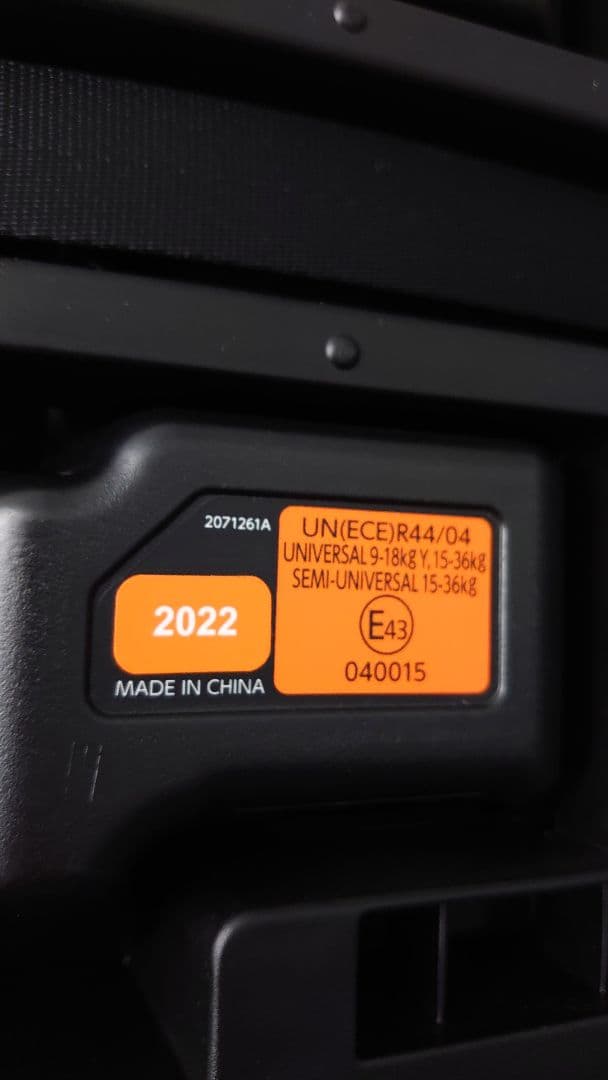 2071261A
2022
MADE IN CHINA
UN(ECE)R44/04
UNIVERSAL 9-18kg Y, 15-36kg
SEMI-UNIVERSAL 15-36kg
E43
040015